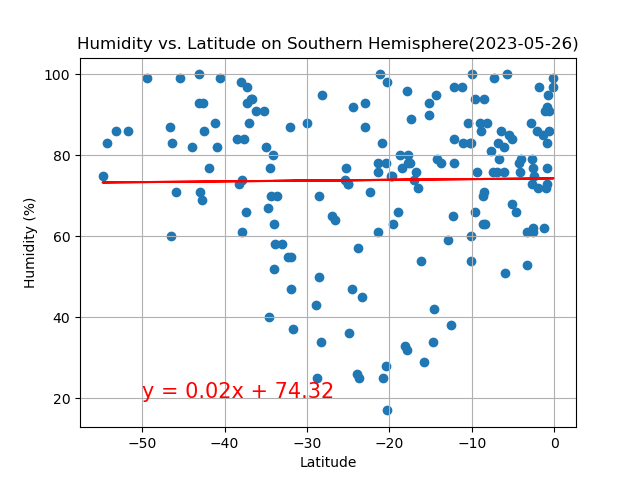 Humidity vs. Latitude on Southern Hemisphere(2023-05-26)
100
80
60
40
20
Humidity (%)
y = 0.02x + 74.32
−50 −40 −30 −20 −10 0
Latitude